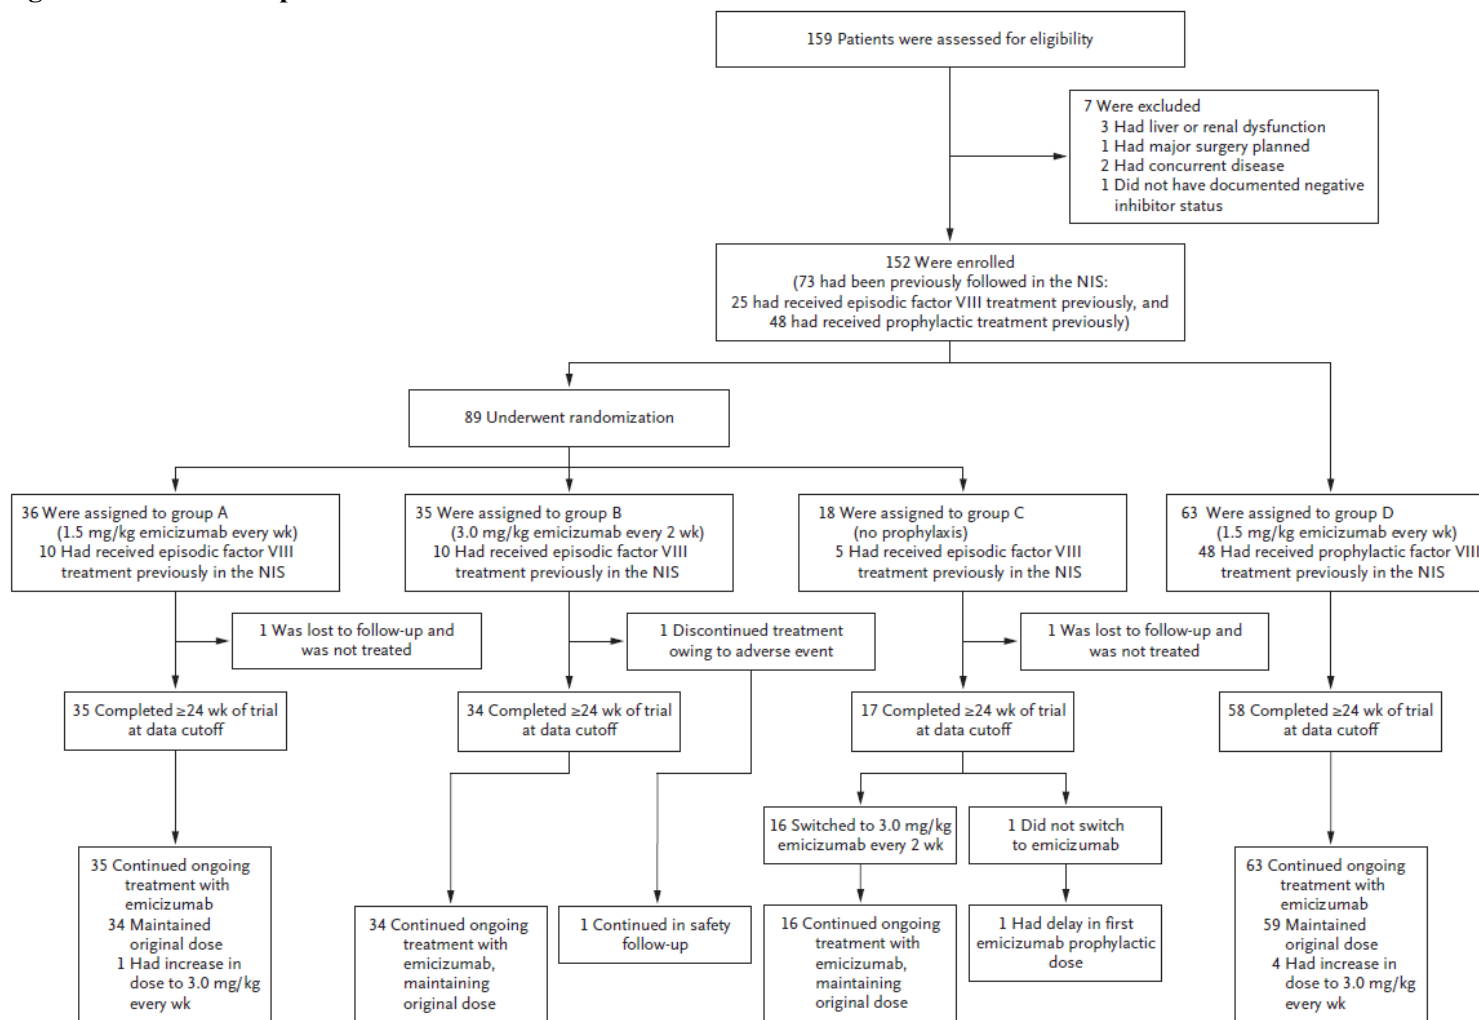 159 Patients were assessed for eligibility
7 Were excluded
3 Had liver or renal dysfunction
1 Had major surgery planned
2 Had concurrent disease
1 Did not have documented negative
inhibitor status
152 Were enrolled
(73 had been previously followed in the NIS:
25 had received episodic factor VIII treatment previously, and
48 had received prophylactic treatment previously)
89 Underwent randomization
36 Were assigned to group A
(1.5 mg/kg emicizumab every wk)
10 Had received episodic factor VIII
treatment previously in the NIS
35 Were assigned to group B
(3.0 mg/kg emicizumab every 2 wk)
10 Had received episodic factor VIII
treatment previously in the NIS
18 Were assigned to group C
(no prophylaxis)
5 Had received episodic factor VIII
treatment previously in the NIS
63 Were assigned to group D
(1.5 mg/kg emicizumab every wk)
48 Had received prophylactic factor VIII
treatment previously in the NIS
1 Was lost to follow-up and
was not treated
1 Discontinued treatment
owing to adverse event
1 Was lost to follow-up and
was not treated
35 Completed ≥24 wk of trial
at data cutoff
34 Completed ≥24 wk of trial
at data cutoff
17 Completed ≥24 wk of trial
at data cutoff
58 Completed ≥24 wk of trial
at data cutoff
16 Switched to 3.0 mg/kg
emicizumab every 2 wk
1 Did not switch
to emicizumab
35 Continued ongoing
treatment with
emicizumab
34 Maintained
original dose
1 Had increase in
dose to 3.0 mg/kg
every wk
34 Continued ongoing
treatment with
emicizumab,
maintaining
original dose
1 Continued in safety
follow-up
16 Continued ongoing
treatment with
emicizumab,
maintaining
original dose
1 Had delay in first
emicizumab prophylactic
dose
63 Continued ongoing
treatment with
emicizumab
59 Maintained
original dose
4 Had increase in
dose to 3.0 mg/kg
every wk